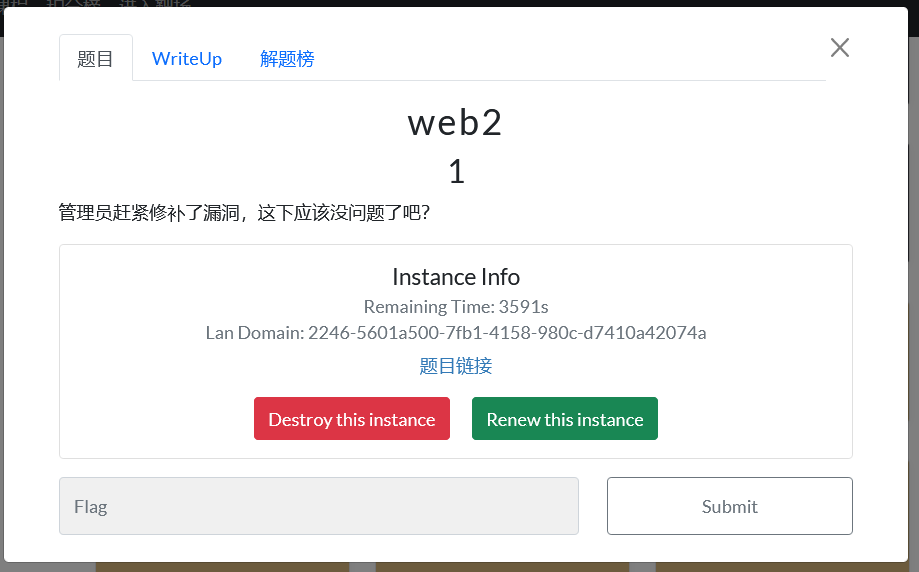 题目 WriteUp 解题榜
web2
1
管理员赶紧修补了漏洞，这下应该没问题了吧?
Instance Info
Remaining Time: 3591s
Lan Domain: 2246-5601a500-7fb1-4158-980c-d7410a42074a
题目链接
Destroy this instance Renew this instance
Flag Submit